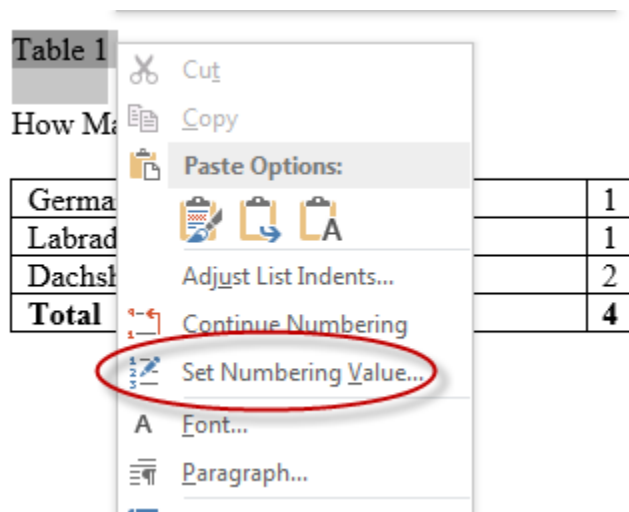 Table 1
Cut
Copy
How Ma
Paste Options:
Germa 1
Labrad 1
Dachsh 2
Total 4
Adjust List Indents...
Continue Numbering
Set Numbering Value...
Font...
Paragraph...